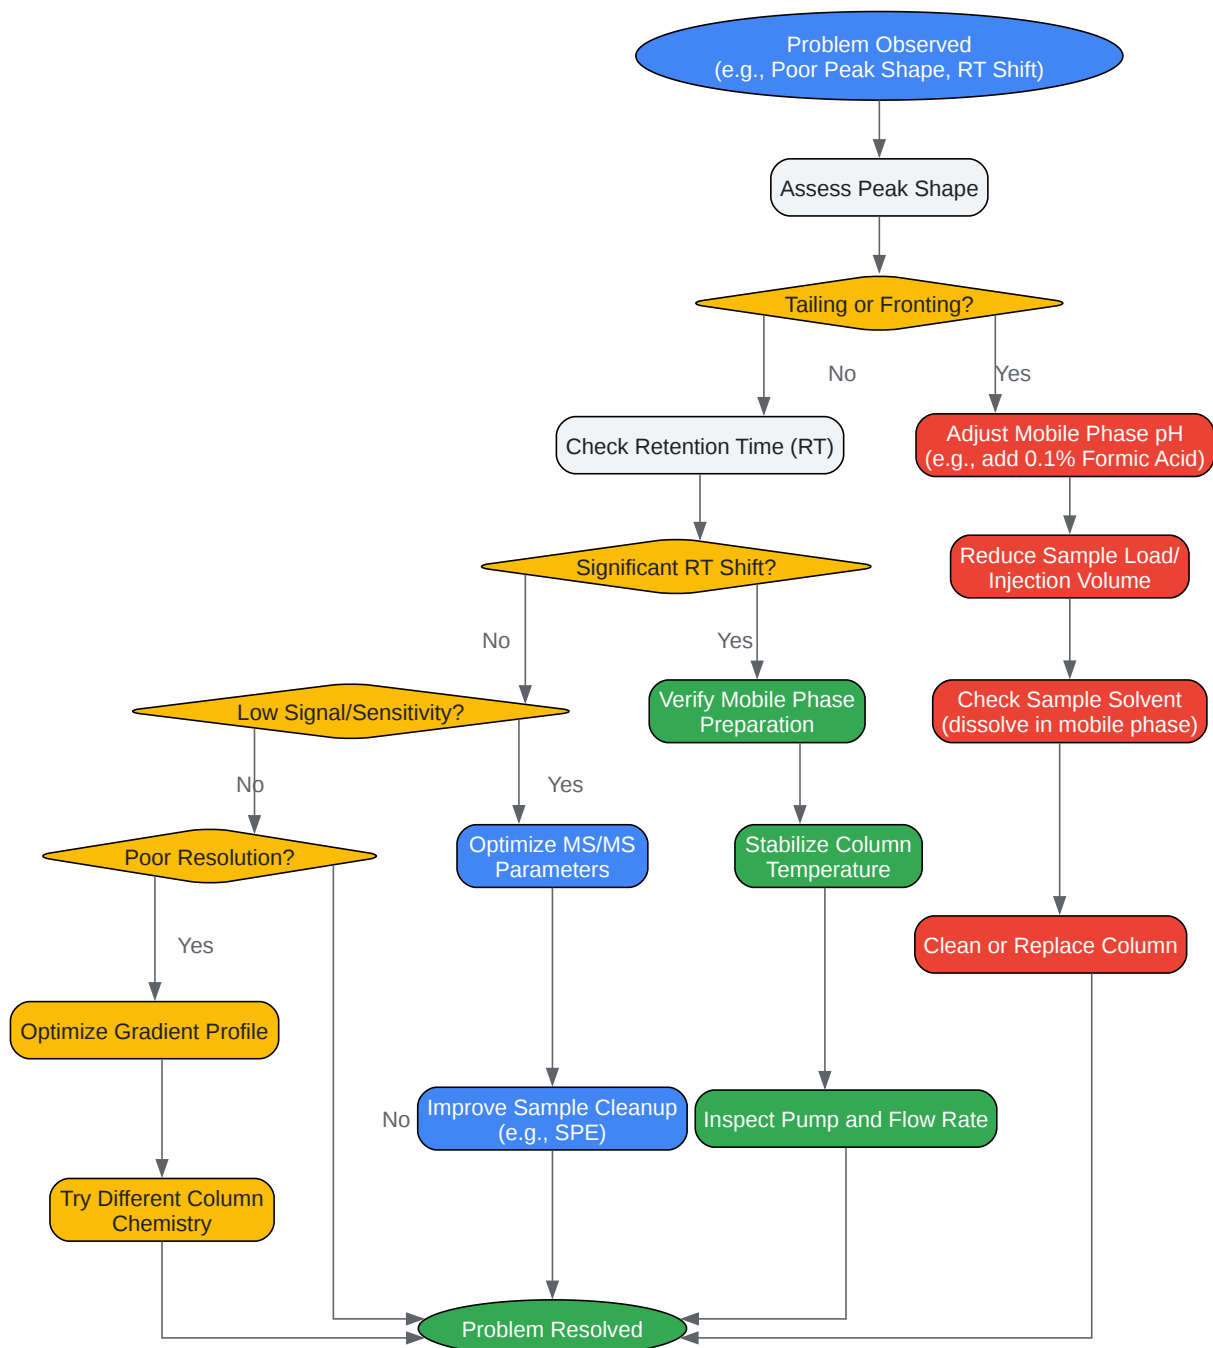 Problem Observed
(e.g., Poor Peak Shape, RT Shift)
Assess Peak Shape
Tailing or Fronting?
No
Yes
Check Retention Time (RT)
Adjust Mobile Phase pH
(e.g., add 0.1% Formic Acid)
Significant RT Shift?
Reduce Sample Load/
Injection Volume
No
Yes
Low Signal/Sensitivity?
Verify Mobile Phase
Preparation
Check Sample Solvent
(dissolve in mobile phase)
No
Yes
Poor Resolution?
Optimize MS/MS
Parameters
Stabilize Column
Temperature
Yes
Clean or Replace Column
Optimize Gradient Profile
No
Improve Sample Cleanup
(e.g., SPE)
Inspect Pump and Flow Rate
Try Different Column
Chemistry
Problem Resolved